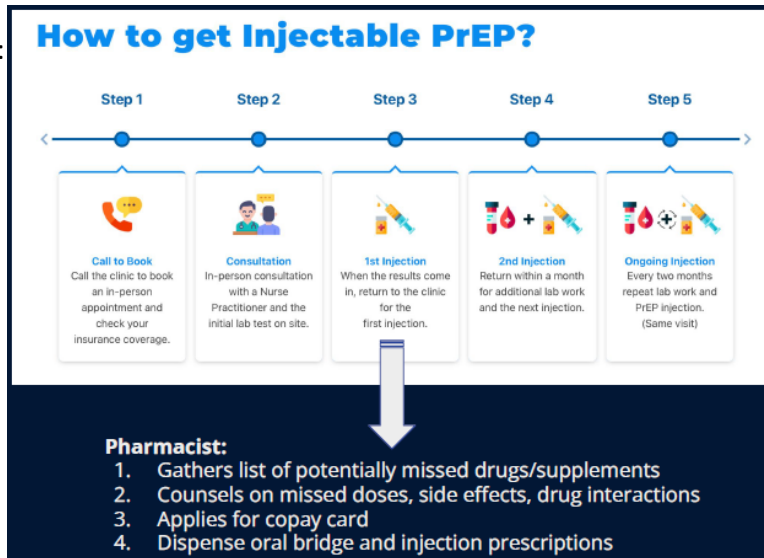 How to get Injectable PrEP?
:
Step 1
Step 2
Step 3
Step 4
Step 5
Call to Book
Call the clinic to book
an in-person
appointment and
check your
insurance coverage.
Consultation
In-person consultation
with a Nurse
Practitioner and the
initial lab test on site.
1st Injection
When the results come
in, return to the clinic
for the
first injection.
2nd Injection
Return within a month
for additional lab work
and the next injection.
Ongoing Injection
Every two months
repeat lab work and
PrEP injection.
(Same visit)
Pharmacist:
1. Gathers list of potentially missed drugs/supplements
2. Counsels on missed doses, side effects, drug interactions
3. Applies for copay card
4. Dispense oral bridge and injection prescriptions